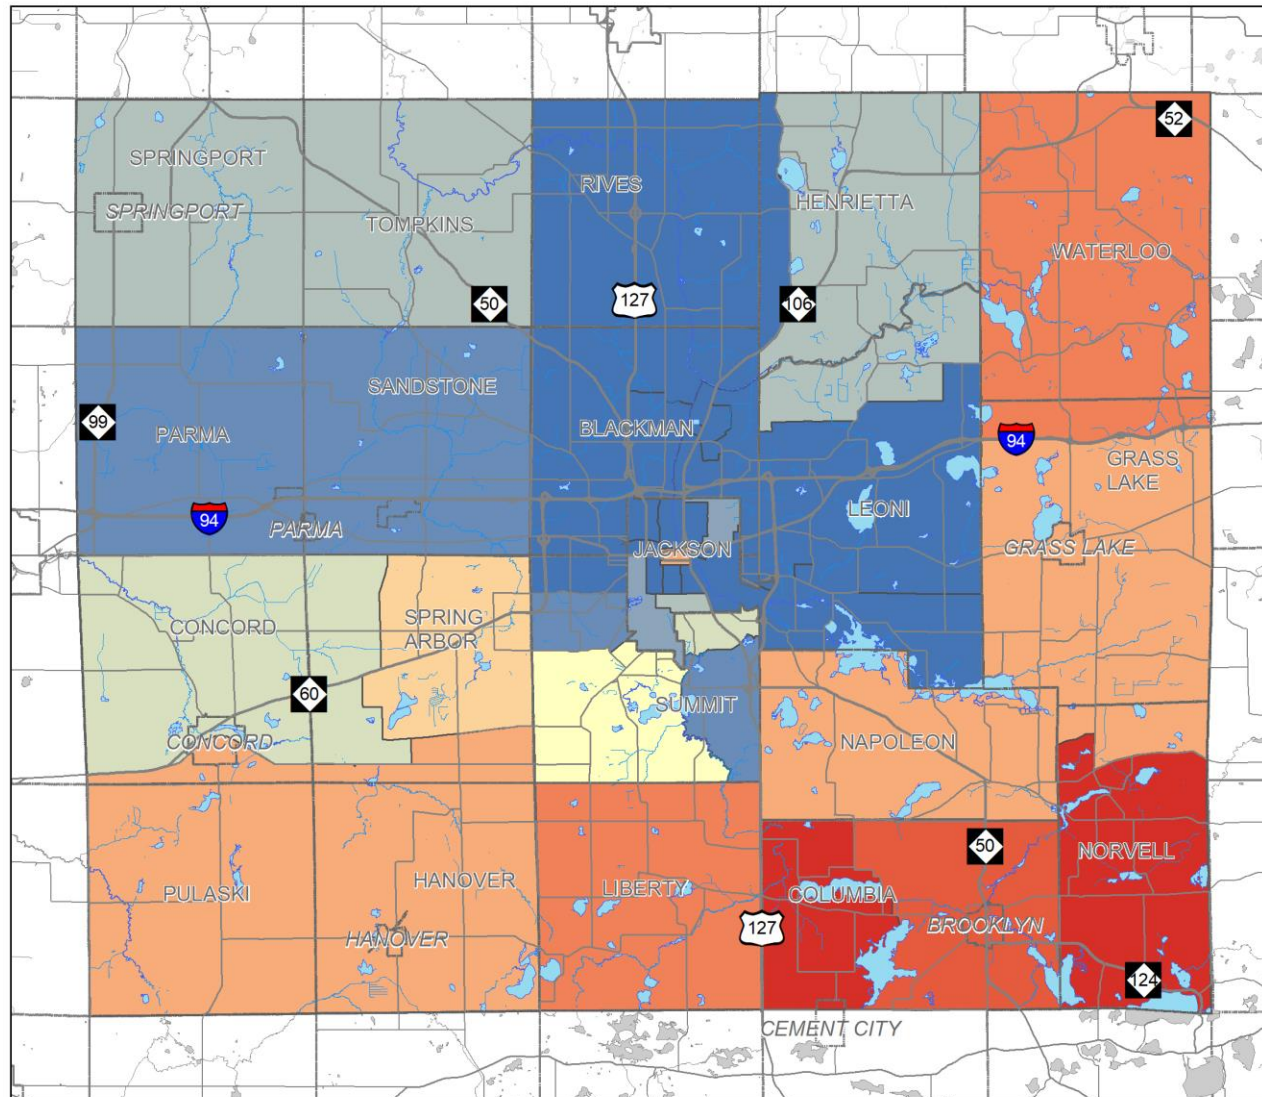 52
SPRINGPORT
RIVES
HENRIETTA
SPRINGPORT
TOMPKINS
WATERLOO
50
127
106
SANDSTONE
99
PARMA
BLACKMAN
94
GRASS
LAKE
LEONI
94
PARMA
JACKSON
GRASS LAKE
CONCORD
SPRING
ARBOR
60
SUMMIT
CONCORD
NAPOLEON
50
NORVELL
PULASKI
HANOVER
LIBERTY
COLUMBIA
HANOVER
127
BROOKLYN
124
CEMENT CITY